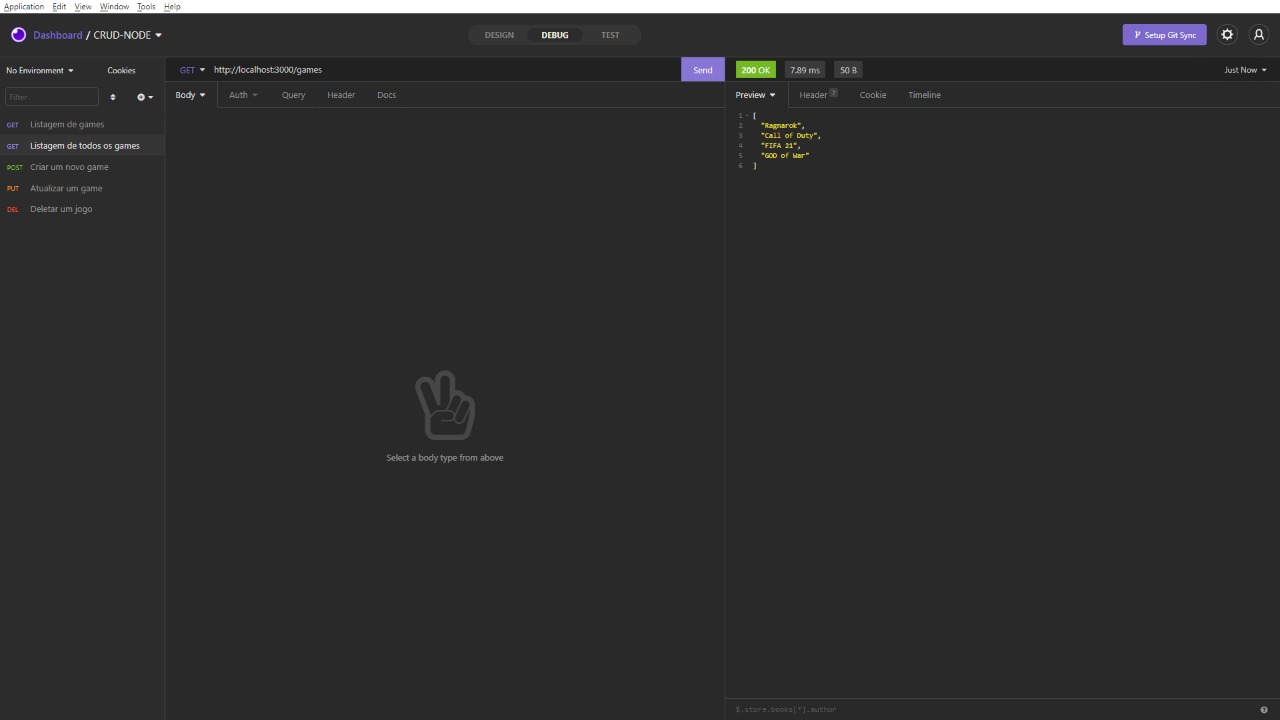 Application Edit View Window Tools Help
Dashboard / CRUD-NODE
DESIGN DEBUG TEST
Setup Git Sync
No Environment Cookies
GET http://localhost:3000/games Send
200 OK 7.89 ms 50 B Just Now
Filter
Body Auth Query Header Docs
Preview Header 7 Cookie Timeline
GET Listagem de games
GET Listagem de todos os games
POST Criar um novo game
PUT Atualizar um game
DEL Deletar um jogo
1 [
2 "Ragnarok",
3 "Call of Duty",
4 "FIFA 21",
5 "GOD of War"
6 ]
Select a body type from above
$.store.books[*].author